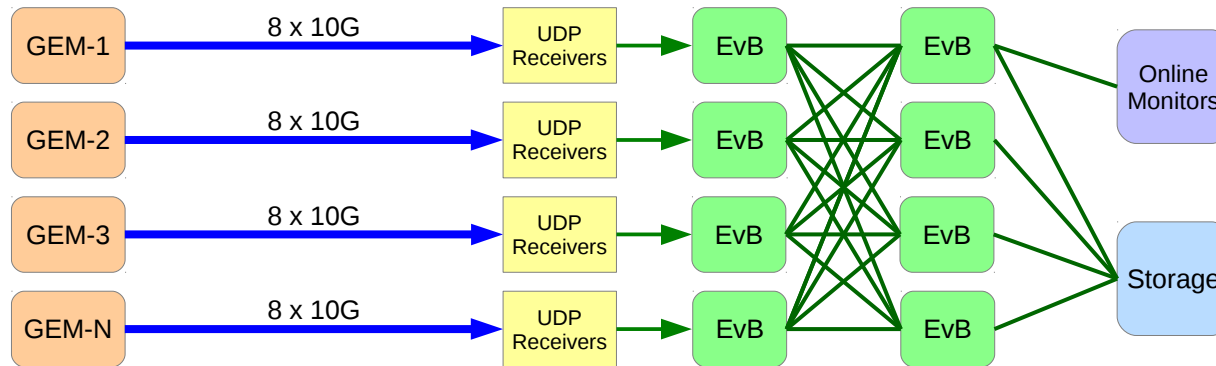 GEM-1
8 x 10G
UDP
Receivers
EvB
EvB
Online
Monitors
GEM-2
8 x 10G
UDP
Receivers
EvB
EvB
GEM-3
8 x 10G
UDP
Receivers
EvB
EvB
Storage
GEM-N
8 x 10G
UDP
Receivers
EvB
EvB